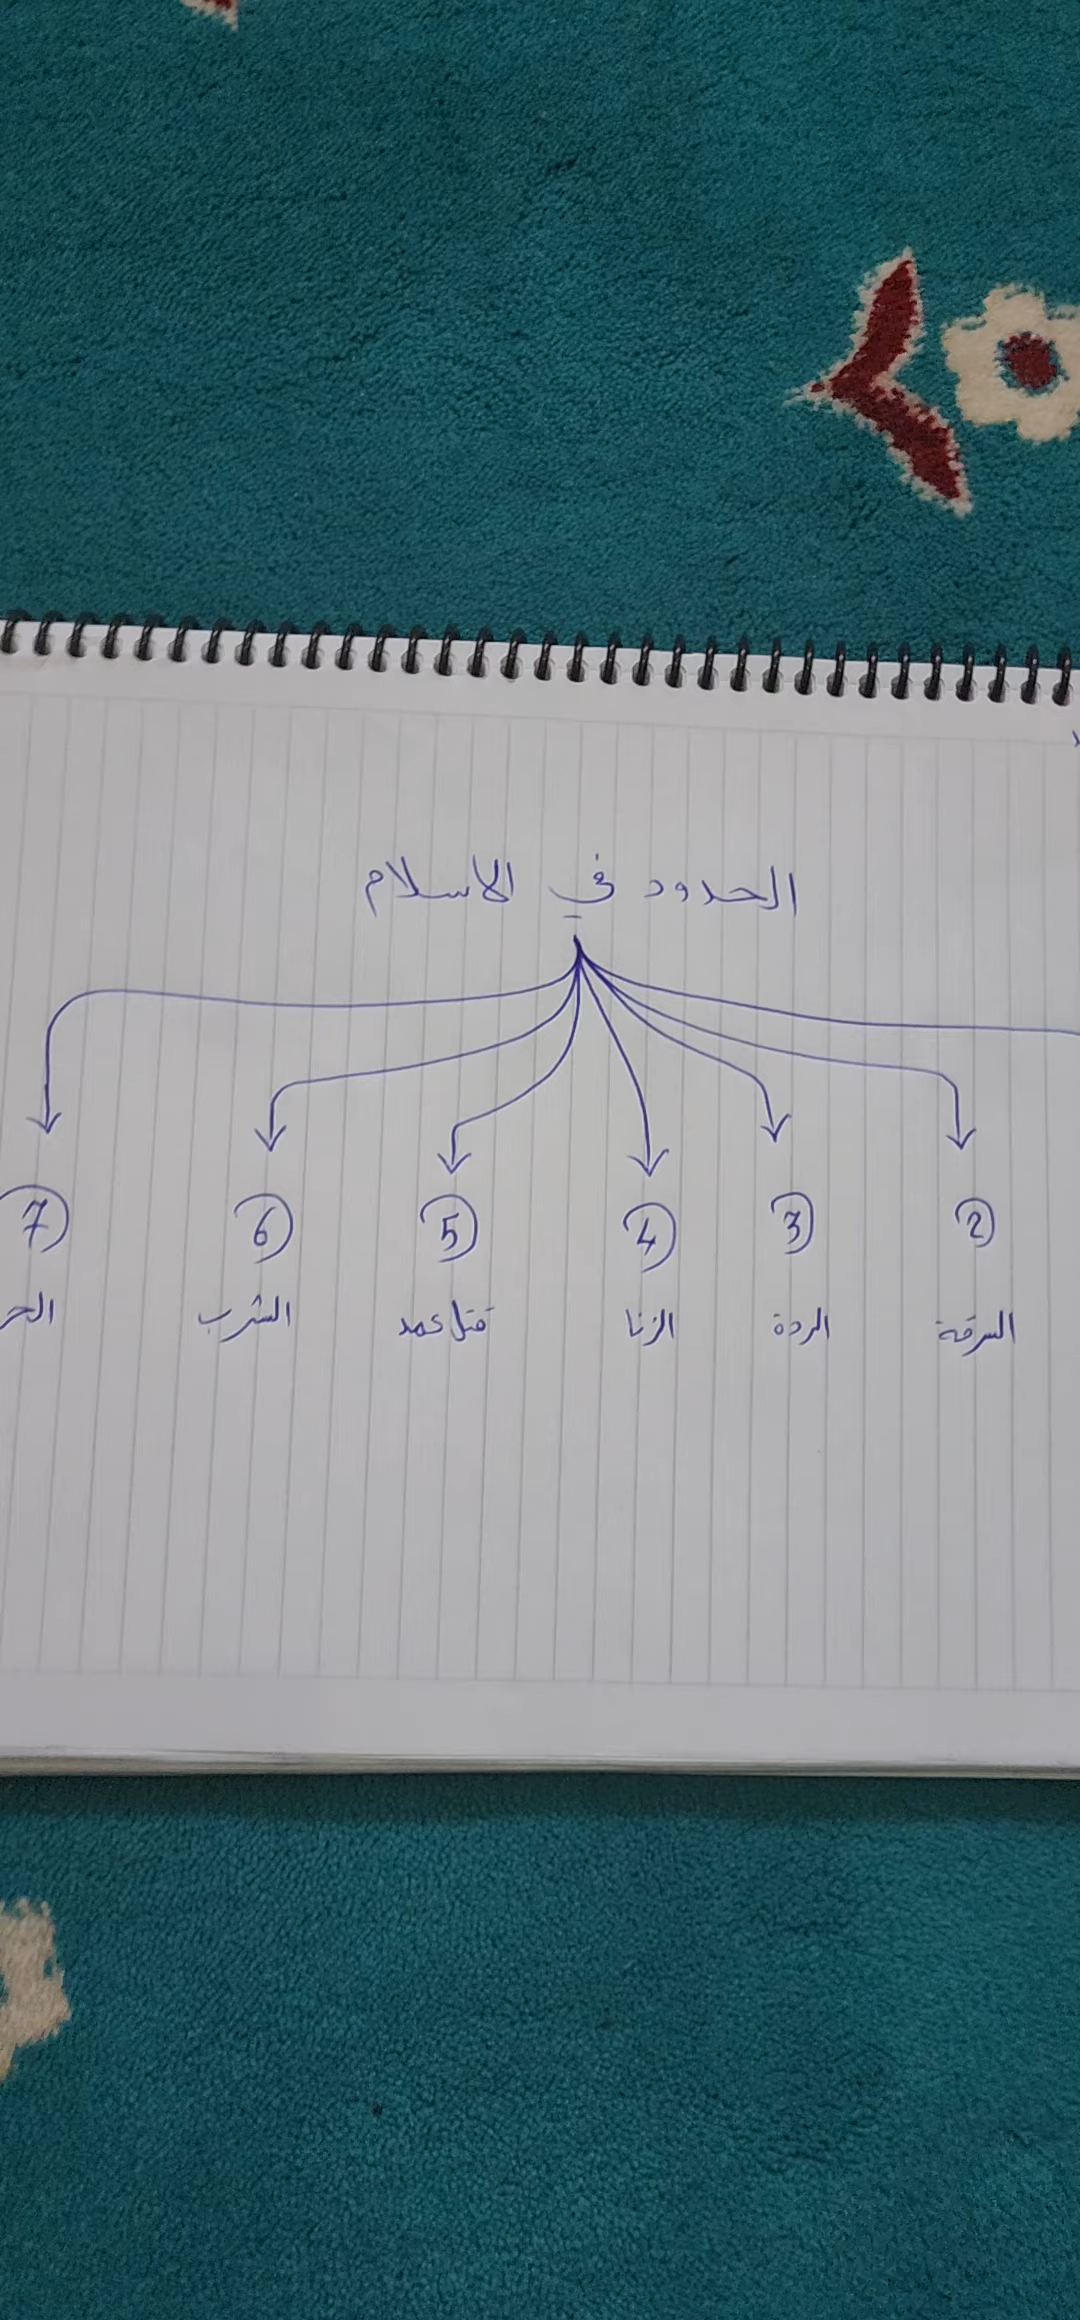 الحدود في الاسلام
② ③ ④ ⑤ ⑥ ⑦
السرقة الردة الزنا قتل عمد الشرب